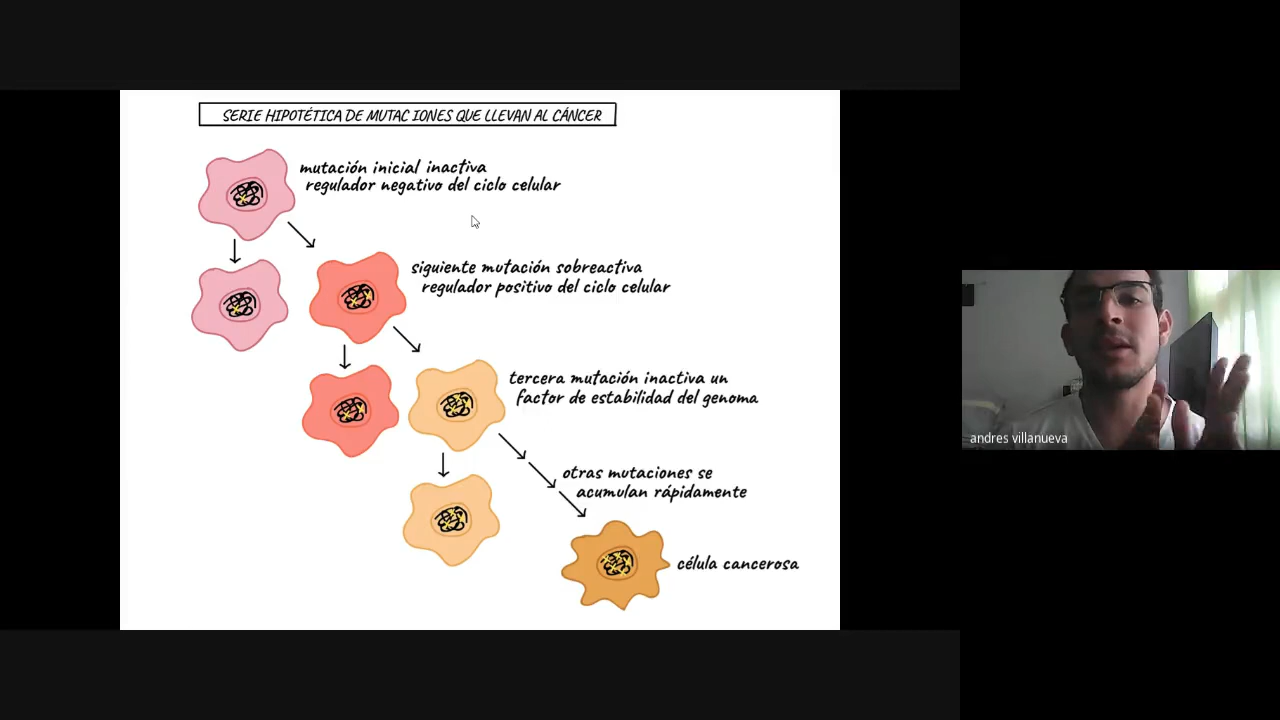 SERIE HIPOTÉTICA DE MUTAC IONES QUE LLEVAN AL CÁNCER
mutación inicial inactiva
regulador negativo del ciclo celular
siguiente mutación sobreactiva
regulador positivo del ciclo celular
tercera mutación inactiva un
factor de estabilidad del genoma
otras mutaciones se
acumulan rápidamente
célula cancerosa
andres villanueva